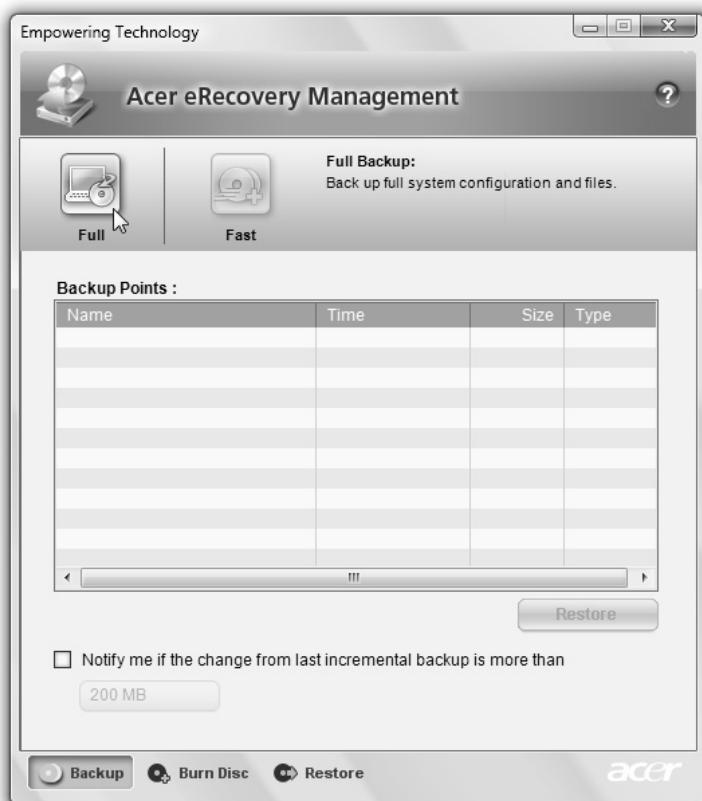 Empowering Technology
Acer eRecovery Management
?
Full Backup:
Back up full system configuration and files.
Full
Fast
Backup Points :
Name Time Size Type
Restore
Notify me if the change from last incremental backup is more than
200 MB
Backup Burn Disc Restore acer